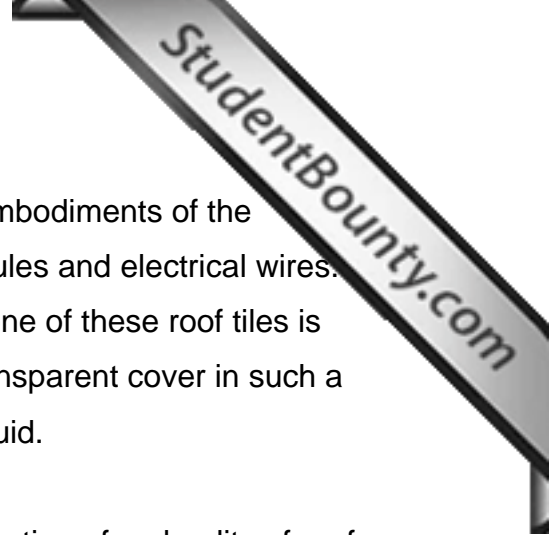 StudentBounty.com
mbodiments of the
ules and electrical wires.
ne of these roof tiles is
nsparent cover in such a
uid.